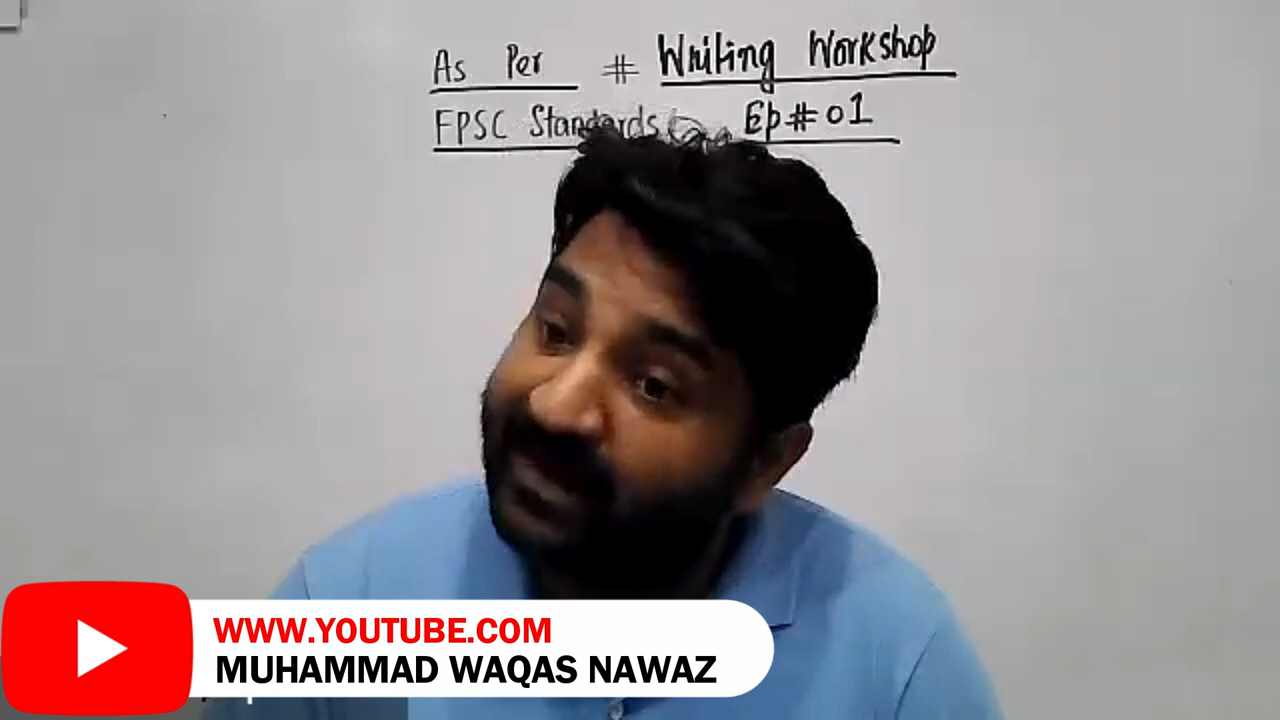 As Per # Writing Workshop
FPSC Standards Ep#01
WWW.YOUTUBE.COM
MUHAMMAD WAQAS NAWAZ